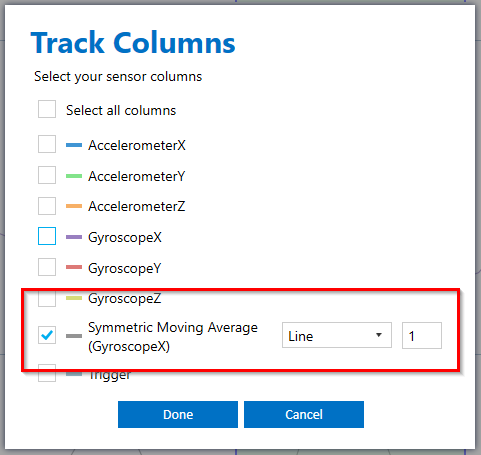 Track Columns
Select your sensor columns
Select all columns
AccelerometerX
AccelerometerY
AccelerometerZ
GyroscopeX
GyroscopeY
GyroscopeZ
Symmetric Moving Average
(GyroscopeX)
Line
1
Trigger
Done
Cancel